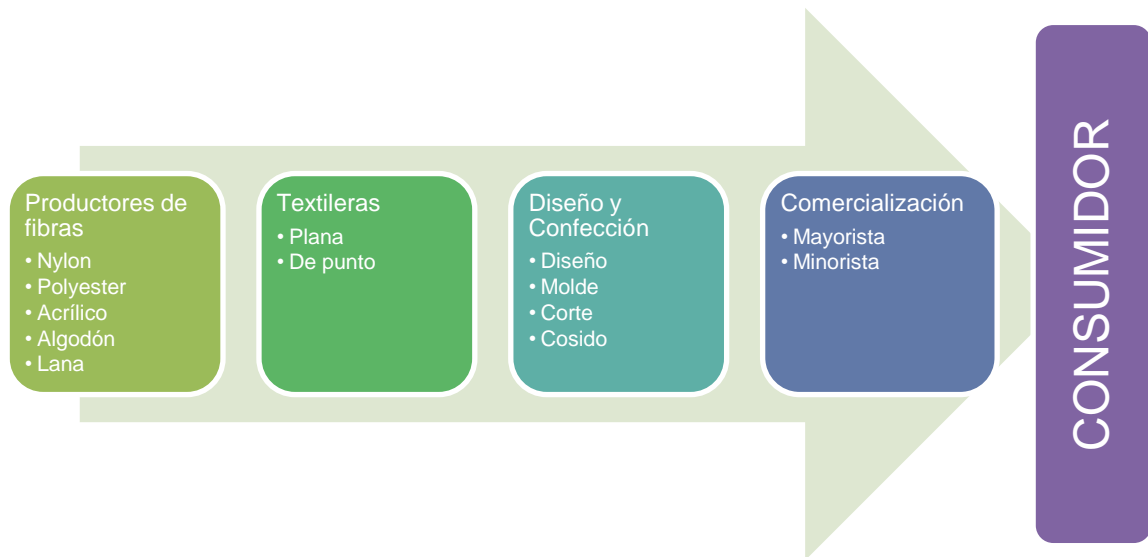 Productores de
fibras
• Nylon
• Polyester
• Acrílico
• Algodón
• Lana
Textileras
• Plana
• De punto
Diseño y
Confección
• Diseño
• Molde
• Corte
• Cosido
Comercialización
• Mayorista
• Minorista
CONSUMIDOR